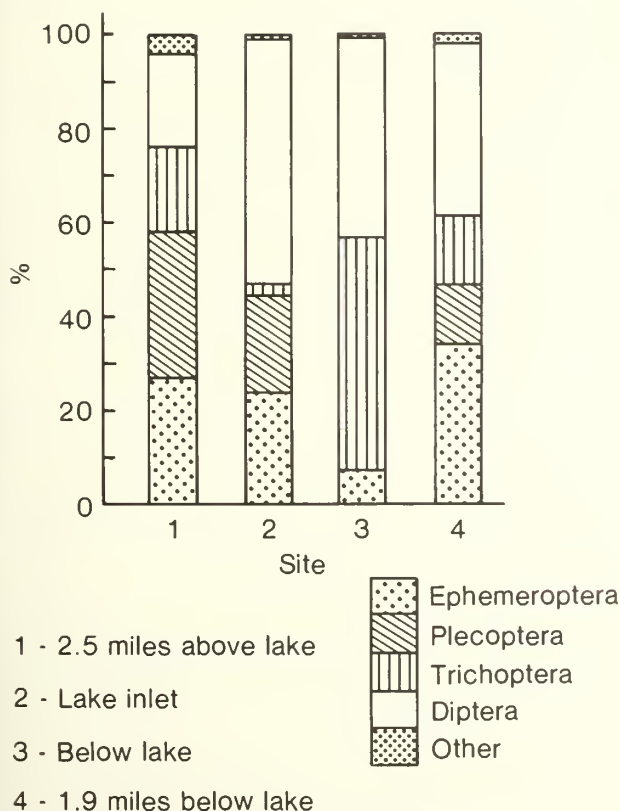 100
80
60
40
20
0
%
1 2 3 4
Site
Ephemeroptera
Plecoptera
Trichoptera
Diptera
Other
1 - 2.5 miles above lake
2 - Lake inlet
3 - Below lake
4 - 1.9 miles below lake